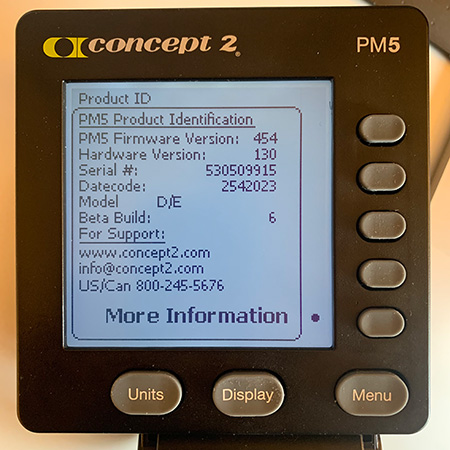 concept 2®
PM5
Product ID
PM5 Product Identification
PM5 Firmware Version: 454
Hardware Version: 130
Serial #: 530509915
Datecode: 2542023
Model D/E
Beta Build: 6
For Support:
www.concept2.com
info@concept2.com
US/Can 800-245-5676
More Information
Units
Display
Menu